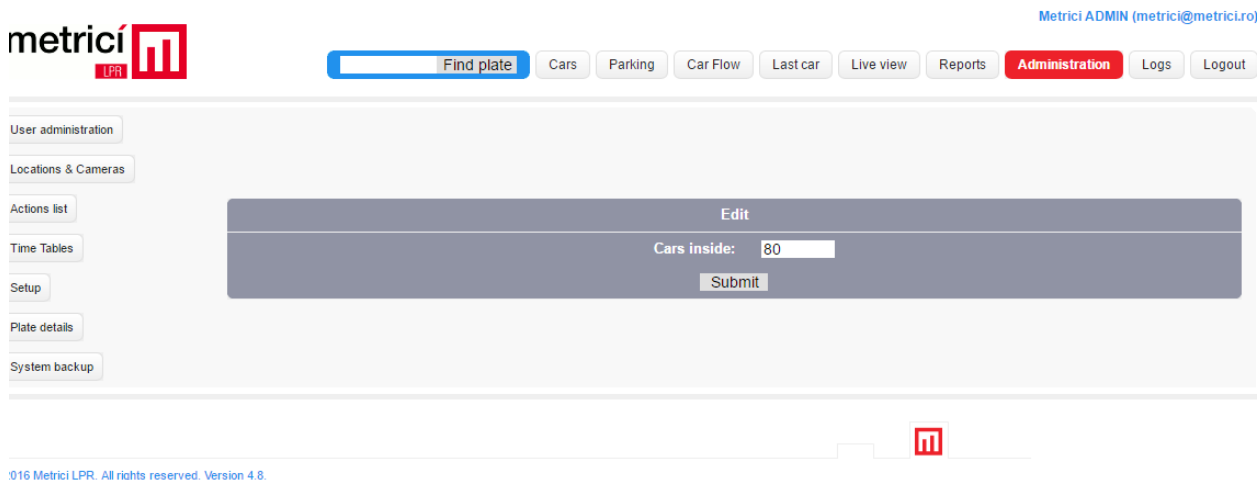 Metrici ADMIN (metrici@metrici.ro)
metricí
LPR
Find plate Cars Parking Car Flow Last car Live view Reports Administration Logs Logout
User administration
Locations & Cameras
Actions list
Time Tables
Setup
Plate details
System backup
Edit
Cars inside: 80
Submit
2016 Metrici LPR. All rights reserved. Version 4.8.